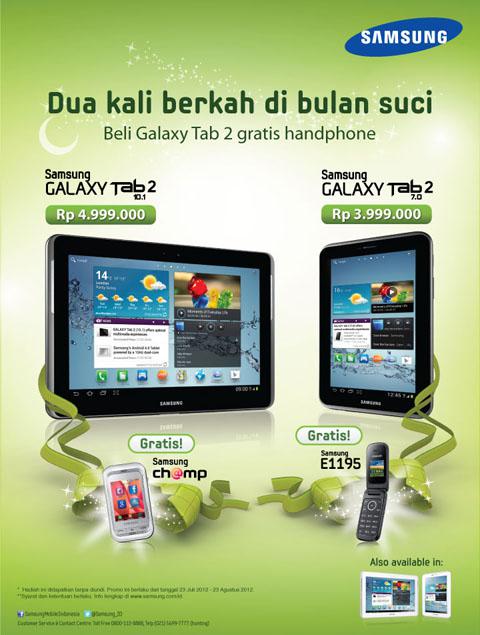 SAMSUNG
Dua kali berkah di bulan suci
Beli Galaxy Tab 2 gratis handphone
Samsung
GALAXY Tab 2
10.1
Rp 4.999.000
Samsung
GALAXY Tab 2
7.0
Rp 3.999.000
14°c
SAMSUNG
SAMSUNG
Gratis!
Samsung
ch@mp
Gratis!
Samsung
E1195
Also available in:
* Hadiah ini didapatkan tanpa diundi. Promo ini berlaku dari tanggal 23 Juli 2012 - 23 Agustus 2012.
**Syarat dan ketentuan berlaku. Info lengkap di www.samsung.com/id.
SamsungMobileIndonesia @Samsung_ID
Customer Service & Contact Centre: Toll Free 0800-112-8888, Telp (021) 5699-7777 (hunting)